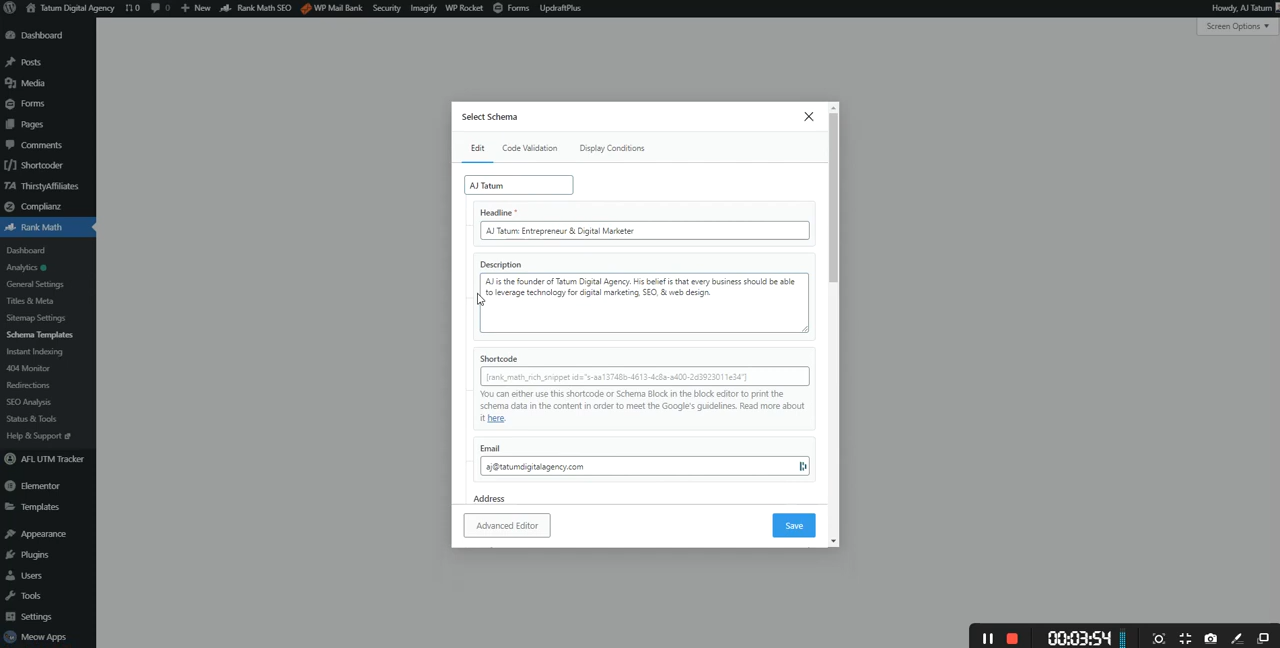 Tatum Digital Agency 10 0 New Rank Math SEO WP Mail Bank Security Imagify WP Rocket Forms UpdraftPlus Howdy, AJ Tatum
Screen Options
Dashboard
Posts
Media
Forms
Pages
Comments
[/] Shortcoder
TA ThirstyAffiliates
Complianz
Rank Math
Dashboard
Analytics
General Settings
Titles & Meta
Sitemap Settings
Schema Templates
Instant Indexing
404 Monitor
Redirections
SEO Analysis
Status & Tools
Help & Support
AFL UTM Tracker
Elementor
Templates
Appearance
Plugins
Users
Tools
Settings
Meow Apps
Select Schema
Edit Code Validation Display Conditions
AJ Tatum
Headline *
AJ Tatum: Entrepreneur & Digital Marketer
Description
AJ is the founder of Tatum Digital Agency. His belief is that every business should be able
to leverage technology for digital marketing, SEO, & web design.
Shortcode
[rank_math_rich_snippet id="s-aa13748b-4613-4c8a-a400-2d3923011e34"]
You can either use this shortcode or Schema Block in the block editor to print the
schema data in the content in order to meet the Google's guidelines. Read more about
it here.
Email
aj@tatumdigitalagency.com
Address
Advanced Editor Save
00:03:54